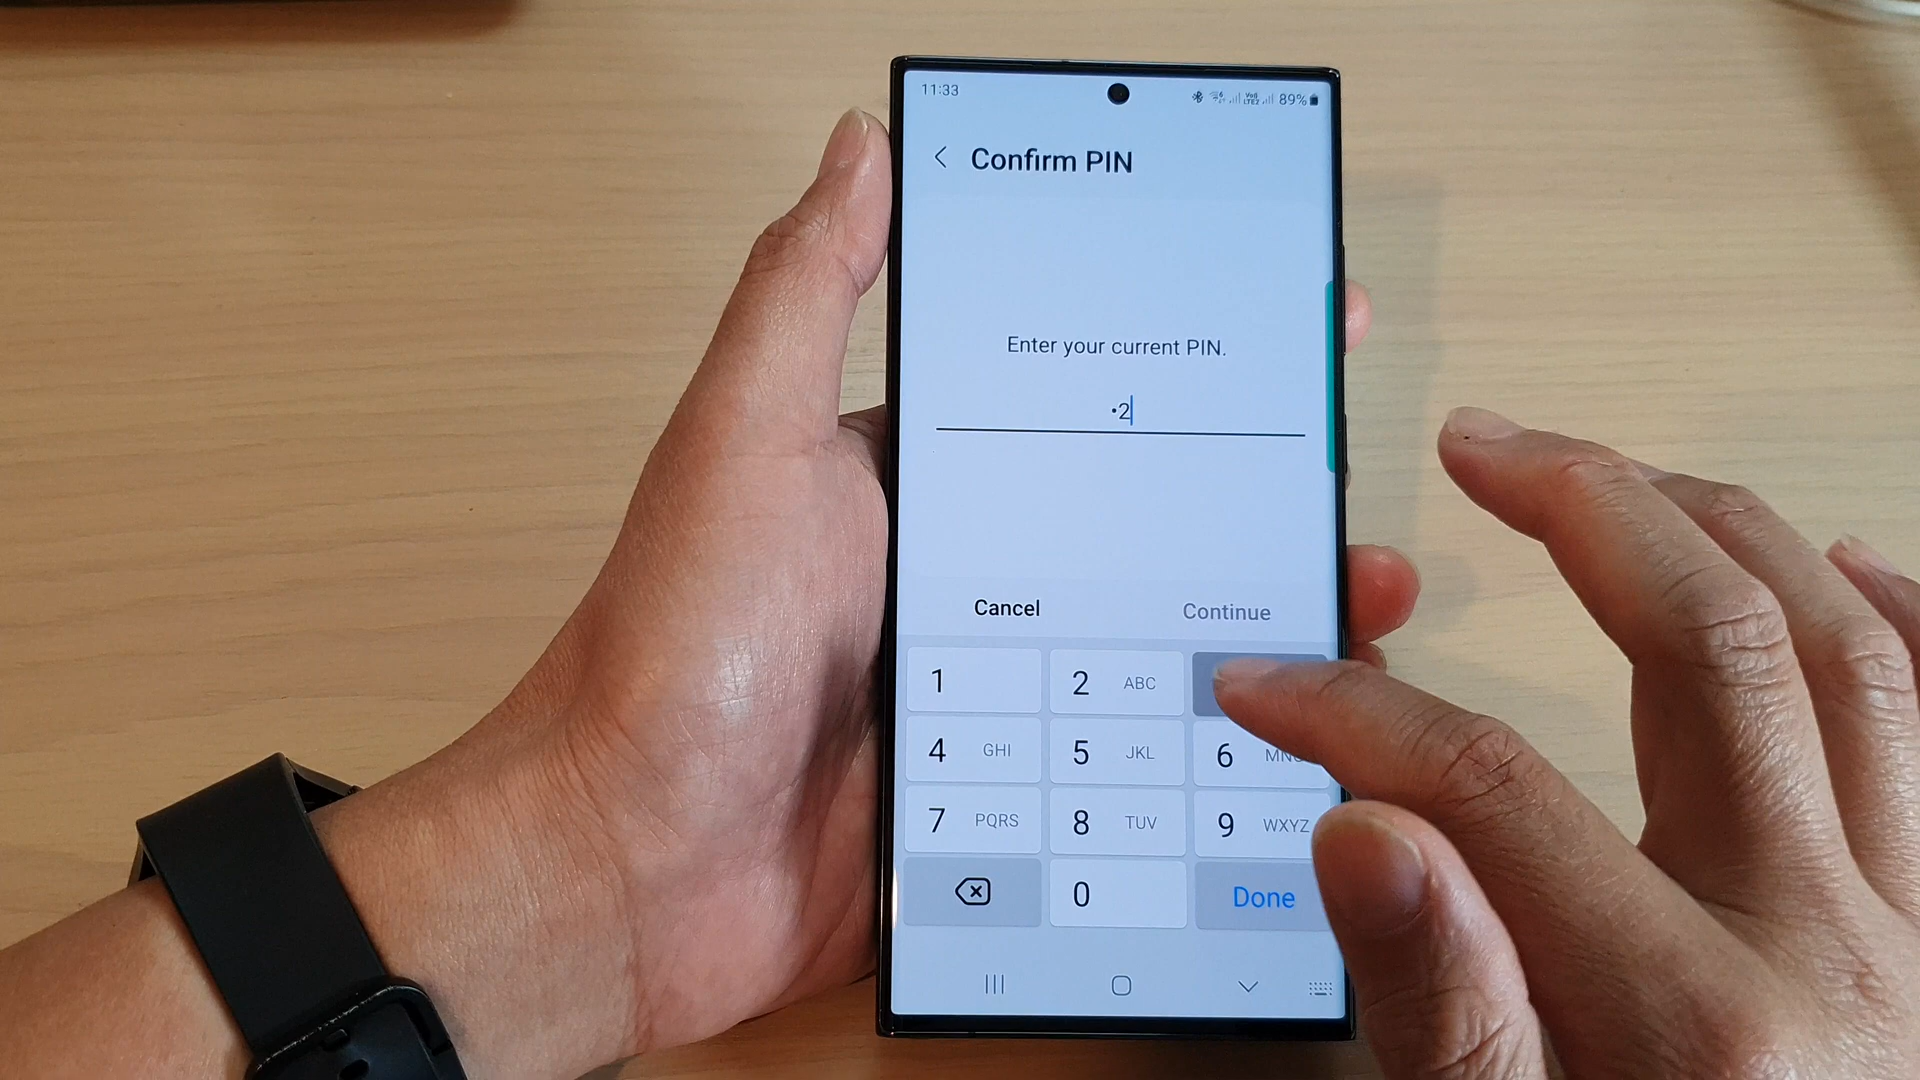 11:33
89%
Confirm PIN
Enter your current PIN.
•2
Cancel Continue
1 2 ABC
4 GHI 5 JKL 6
7 PQRS 8 TUV 9 WXYZ
0 Done